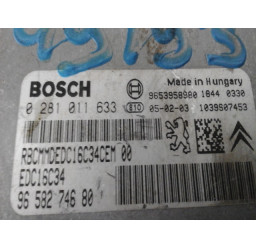 BOSCH
Made in Hungary
9653958980 1844 0330
0 281 011 633 05-02-03 1039S07453
RBCMMDEDC16C34CEM 00
EDC16C34
96 582 746 80